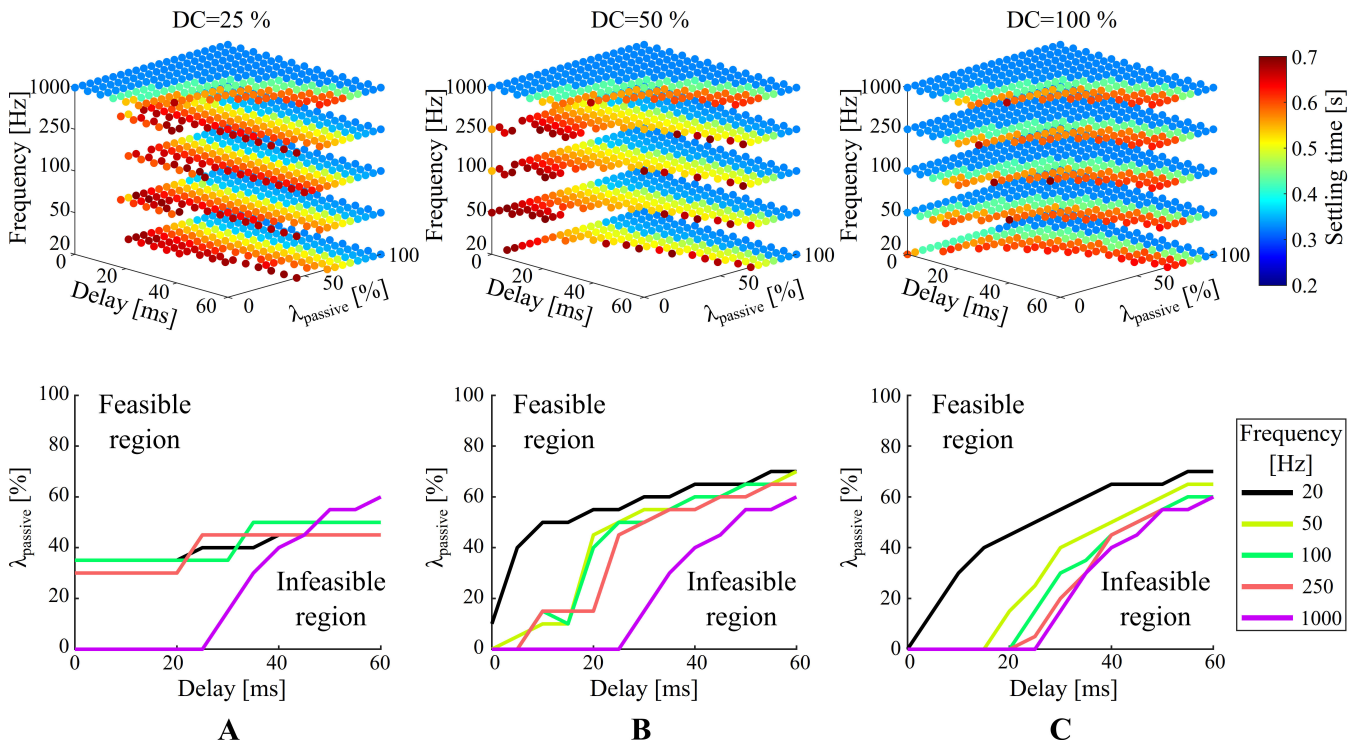 DC=25 %
DC=50 %
DC=100 %
Frequency [Hz]
1000
250
100
50
20
0
20
40
60
Delay [ms]
0
50
100
λpassive [%]
Frequency [Hz]
1000
250
100
50
20
0
20
40
60
Delay [ms]
0
50
100
λpassive [%]
Frequency [Hz]
1000
250
100
50
20
0
20
40
60
Delay [ms]
0
50
100
λpassive [%]
0.7
0.6
0.5
0.4
0.3
0.2
Settling time [s]
100
80
60
40
20
0
λpassive [%]
Feasible
region
Infeasible
region
0 20 40 60
Delay [ms]
A
100
80
60
40
20
0
λpassive [%]
Feasible
region
Infeasible
region
0 20 40 60
Delay [ms]
B
100
80
60
40
20
0
λpassive [%]
Feasible
region
Infeasible
region
0 20 40 60
Delay [ms]
C
Frequency
[Hz]
20
50
100
250
1000